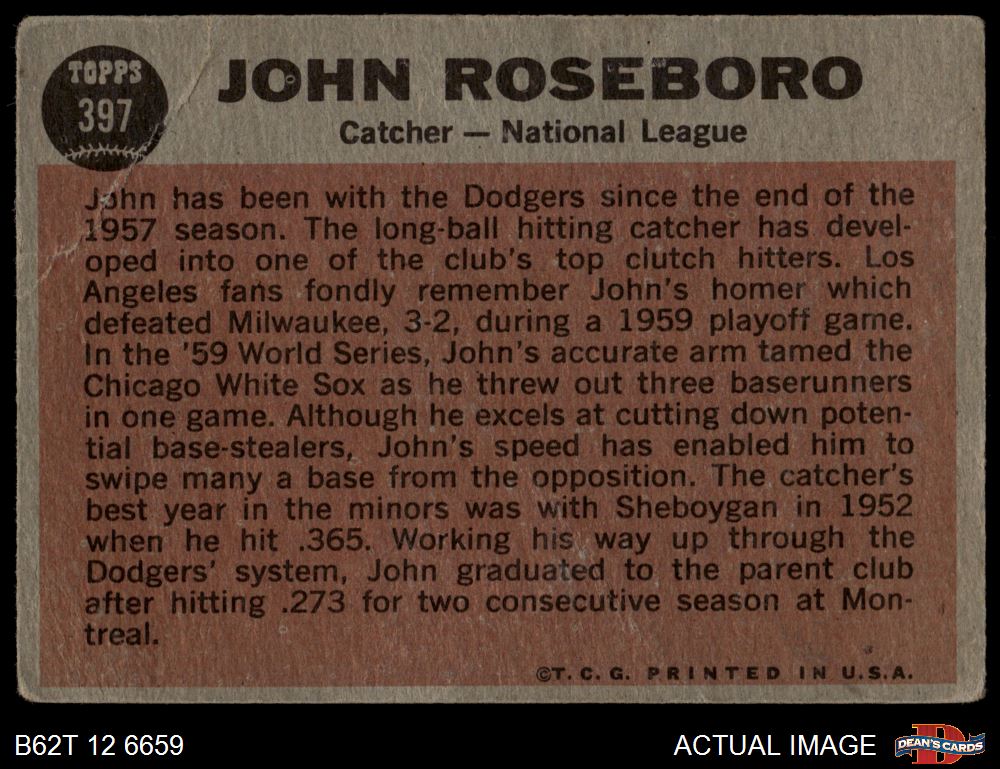 TOPPS
397
JOHN ROSEBORO
Catcher — National League
John has been with the Dodgers since the end of the
1957 season. The long-ball hitting catcher has devel-
oped into one of the club's top clutch hitters. Los
Angeles fans fondly remember John's homer which
defeated Milwaukee, 3-2, during a 1959 playoff game.
In the '59 World Series, John's accurate arm tamed the
Chicago White Sox as he threw out three baserunners
in one game. Although he excels at cutting down poten-
tial base-stealers, John's speed has enabled him to
swipe many a base from the opposition. The catcher's
best year in the minors was with Sheboygan in 1952
when he hit .365. Working his way up through the
Dodgers' system, John graduated to the parent club
after hitting .273 for two consecutive season at Mon-
treal.
©T. C. G. PRINTED IN U.S.A.
B62T 12 6659
ACTUAL IMAGE
DEAN'S CARDS